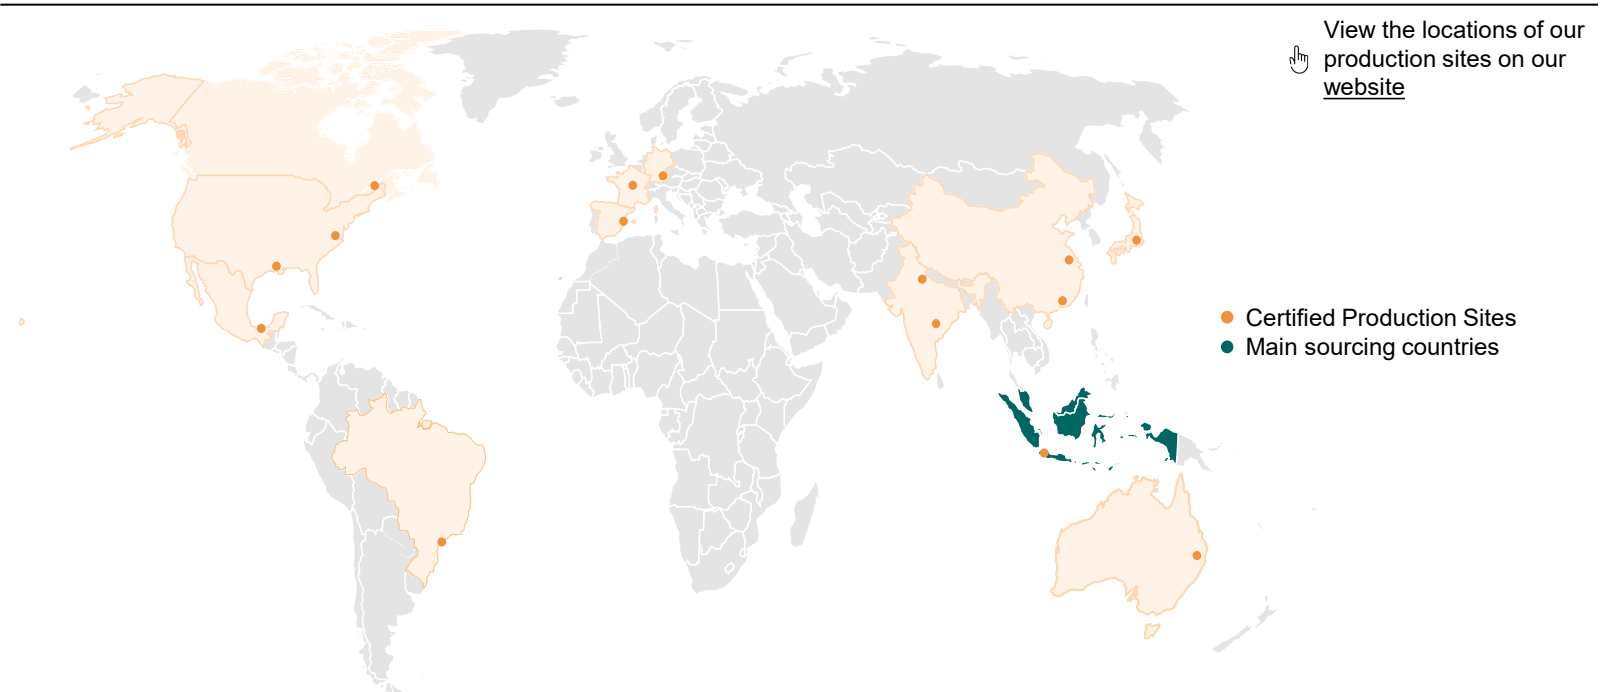 View the locations of our
production sites on our
website
Certified Production Sites
Main sourcing countries